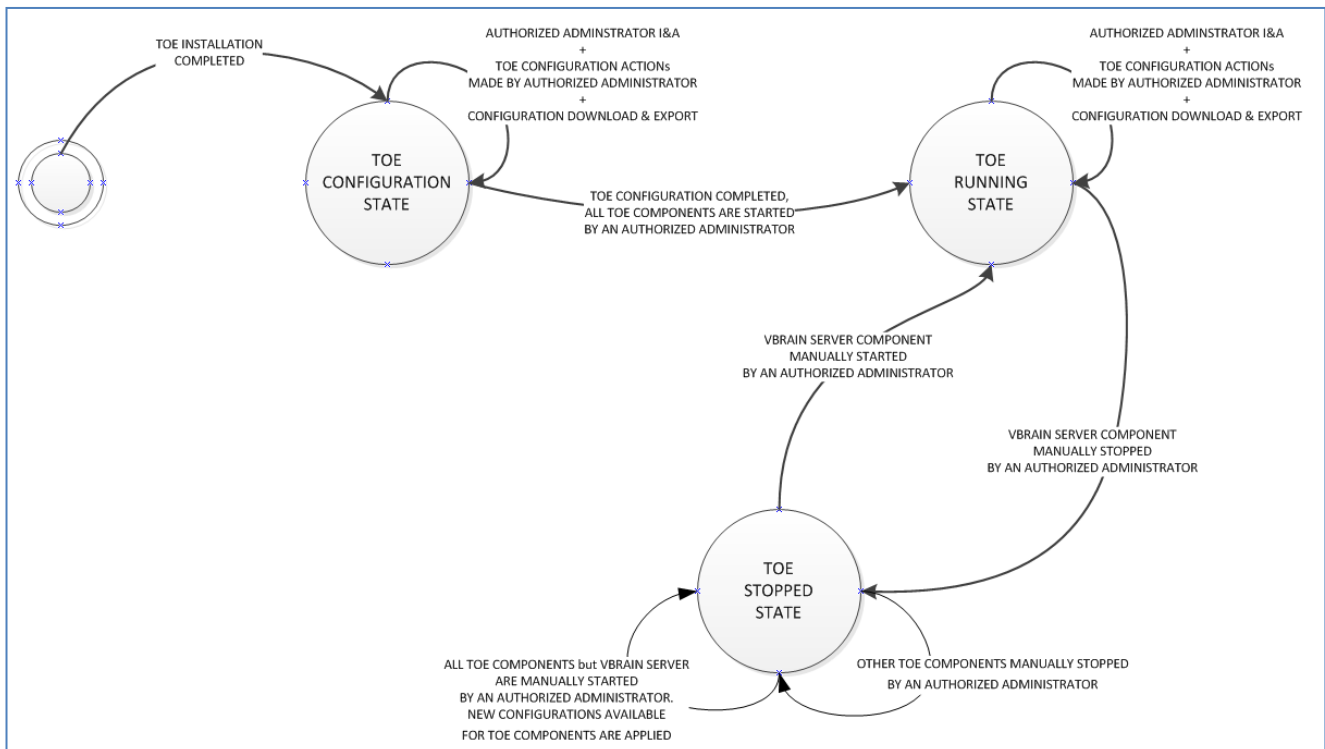 TOE INSTALLATION
COMPLETED
AUTHORIZED ADMINSTRATOR I&A
+
TOE CONFIGURATION ACTIONs
MADE BY AUTHORIZED ADMINISTRATOR
+
CONFIGURATION DOWNLOAD & EXPORT
AUTHORIZED ADMINSTRATOR I&A
+
TOE CONFIGURATION ACTIONs
MADE BY AUTHORIZED ADMINISTRATOR
+
CONFIGURATION DOWNLOAD & EXPORT
TOE
CONFIGURATION
STATE
TOE CONFIGURATION COMPLETED,
ALL TOE COMPONENTS ARE STARTED
BY AN AUTHORIZED ADMINISTRATOR
TOE
RUNNING
STATE
VBRAIN SERVER COMPONENT
MANUALLY STARTED
BY AN AUTHORIZED ADMINISTRATOR
VBRAIN SERVER COMPONENT
MANUALLY STOPPED
BY AN AUTHORIZED ADMINISTRATOR
TOE
STOPPED
STATE
ALL TOE COMPONENTS but VBRAIN SERVER
ARE MANUALLY STARTED
BY AN AUTHORIZED ADMINISTRATOR.
NEW CONFIGURATIONS AVAILABLE
FOR TOE COMPONENTS ARE APPLIED
OTHER TOE COMPONENTS MANUALLY STOPPED
BY AN AUTHORIZED ADMINISTRATOR